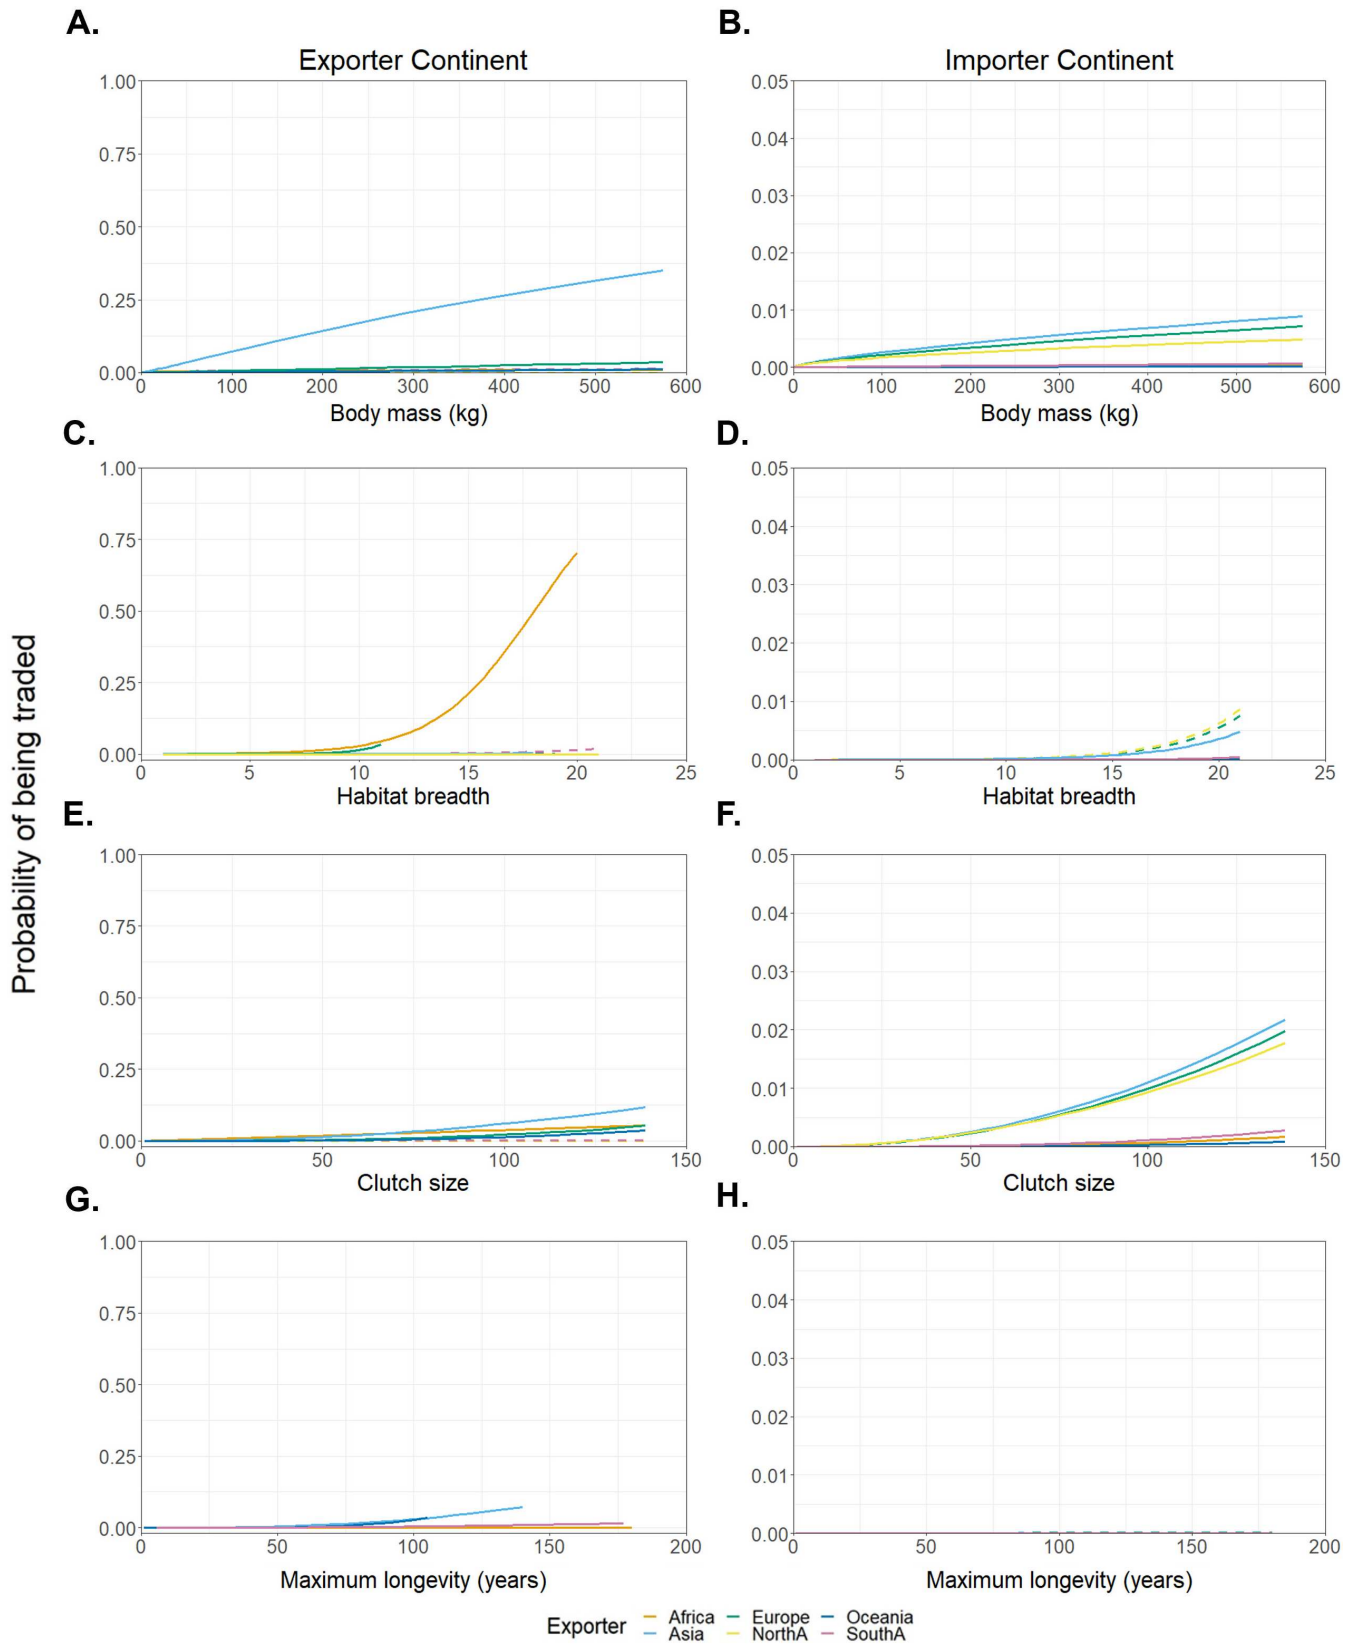 A.
B.
Exporter Continent
Importer Continent
1.00
0.75
0.50
0.25
0.00
0 100 200 300 400 500 600
Body mass (kg)
0.05
0.04
0.03
0.02
0.01
0.00
0 100 200 300 400 500 600
Body mass (kg)
C.
D.
1.00
0.75
0.50
0.25
0.00
0 5 10 15 20 25
Habitat breadth
0.05
0.04
0.03
0.02
0.01
0.00
0 5 10 15 20 25
Habitat breadth
Probability of being traded
E.
F.
1.00
0.75
0.50
0.25
0.00
0 50 100 150
Clutch size
0.05
0.04
0.03
0.02
0.01
0.00
0 50 100 150
Clutch size
G.
H.
1.00
0.75
0.50
0.25
0.00
0 50 100 150 200
Maximum longevity (years)
0.05
0.04
0.03
0.02
0.01
0.00
0 50 100 150 200
Maximum longevity (years)
Exporter
Africa Europe Oceania
Asia NorthA SouthA